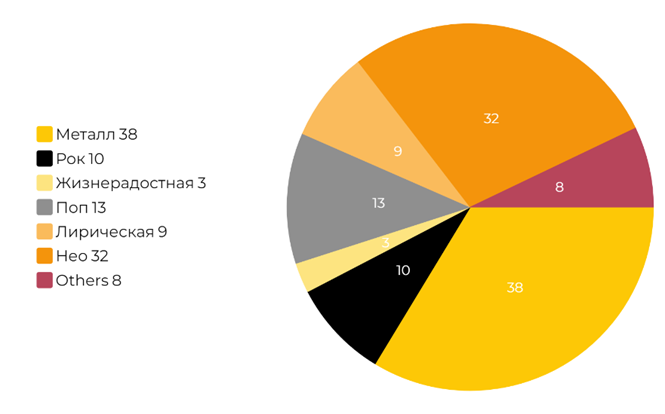 Металл 38
Рок 10
Жизнерадостная 3
Поп 13
Лирическая 9
Нео 32
Others 8
32
9
8
13
3
10
38